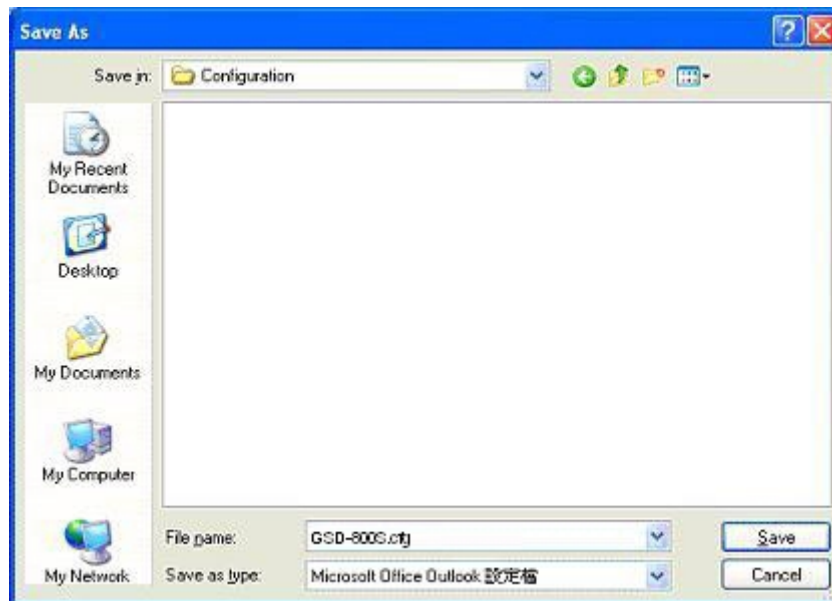 Save As
Save in:
Configuration
My Recent
Documents
Desktop
My Documents
My Computer
My Network
File name:
GSD-800S.cfg
Save
Save as type:
Microsoft Office Outlook 設定檔
Cancel